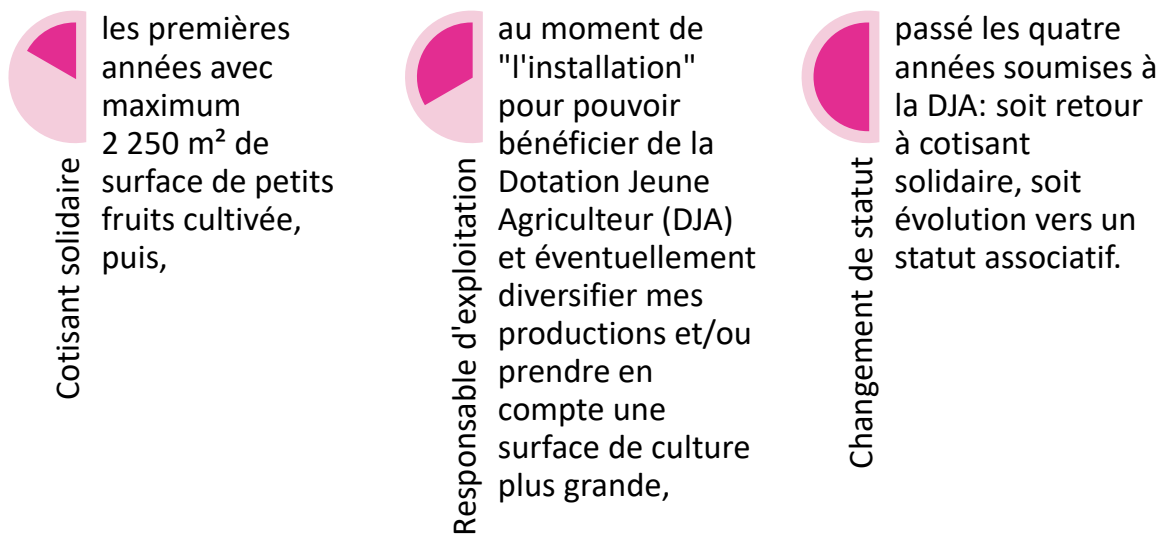 Cotisant solidaire
les premières
années avec
maximum
2 250 m² de
surface de petits
fruits cultivée,
puis,
Responsable d'exploitation
au moment de
"l'installation"
pour pouvoir
bénéficier de la
Dotation Jeune
Agriculteur (DJA)
et éventuellement
diversifier mes
productions et/ou
prendre en
compte une
surface de culture
plus grande,
Changement de statut
passé les quatre
années soumises à
la DJA: soit retour
à cotisant
solidaire, soit
évolution vers un
statut associatif.